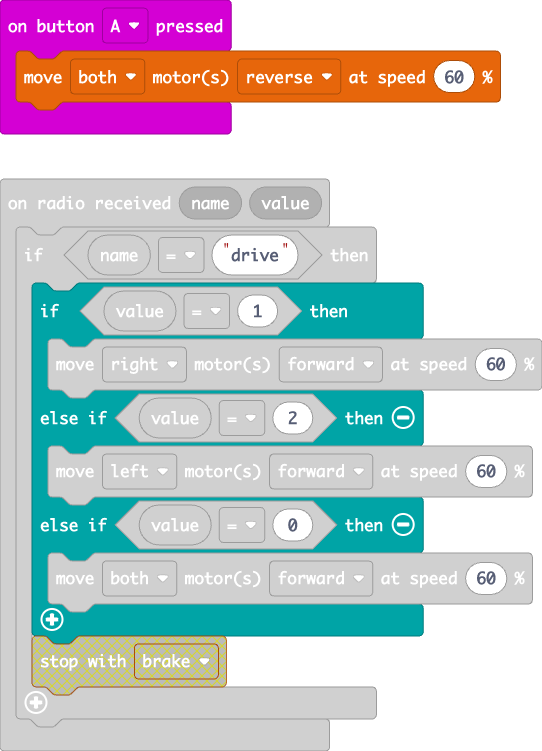 on button A pressed
move both motor(s) reverse at speed 60 %
on radio received name value
if name = "drive" then
if value = 1 then
move right motor(s) forward at speed 60 %
else if value = 2 then
move left motor(s) forward at speed 60 %
else if value = 0 then
move both motor(s) forward at speed 60 %
stop with brake